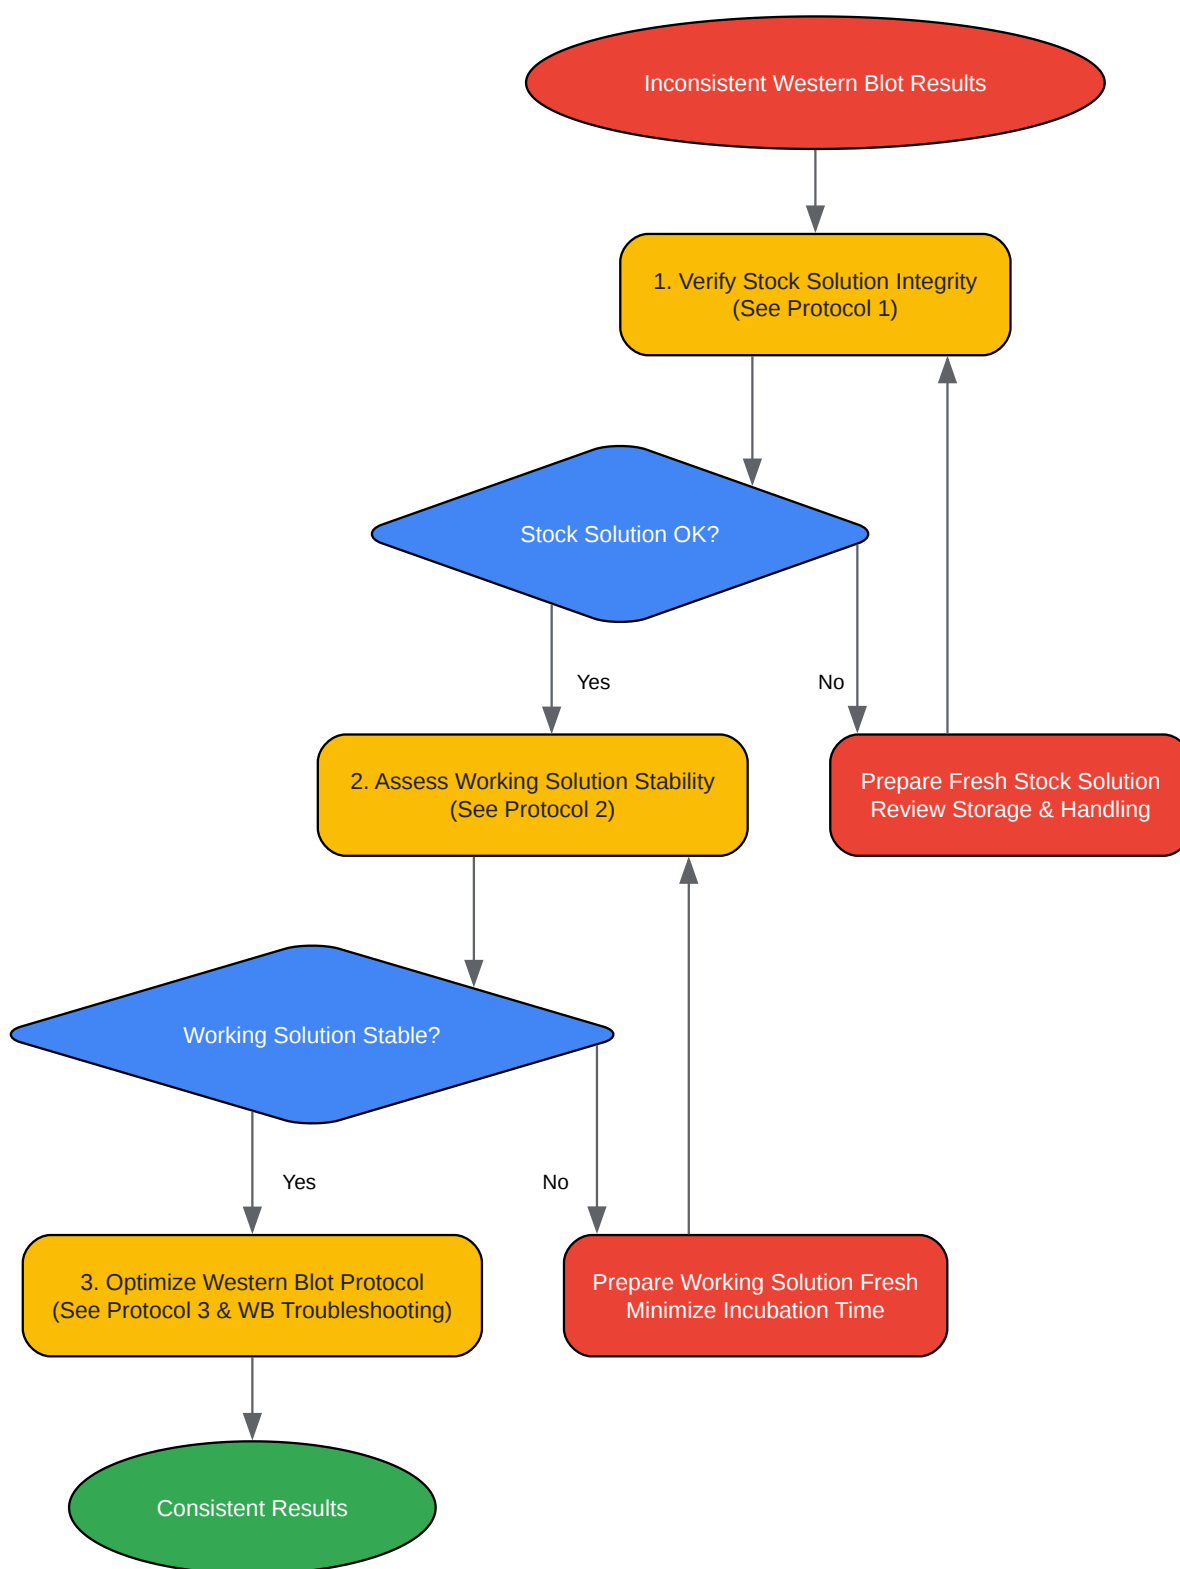 Inconsistent Western Blot Results
1. Verify Stock Solution Integrity
(See Protocol 1)
Stock Solution OK?
Yes
No
2. Assess Working Solution Stability
(See Protocol 2)
Prepare Fresh Stock Solution
Review Storage & Handling
Working Solution Stable?
Yes
No
3. Optimize Western Blot Protocol
(See Protocol 3 & WB Troubleshooting)
Prepare Working Solution Fresh
Minimize Incubation Time
Consistent Results